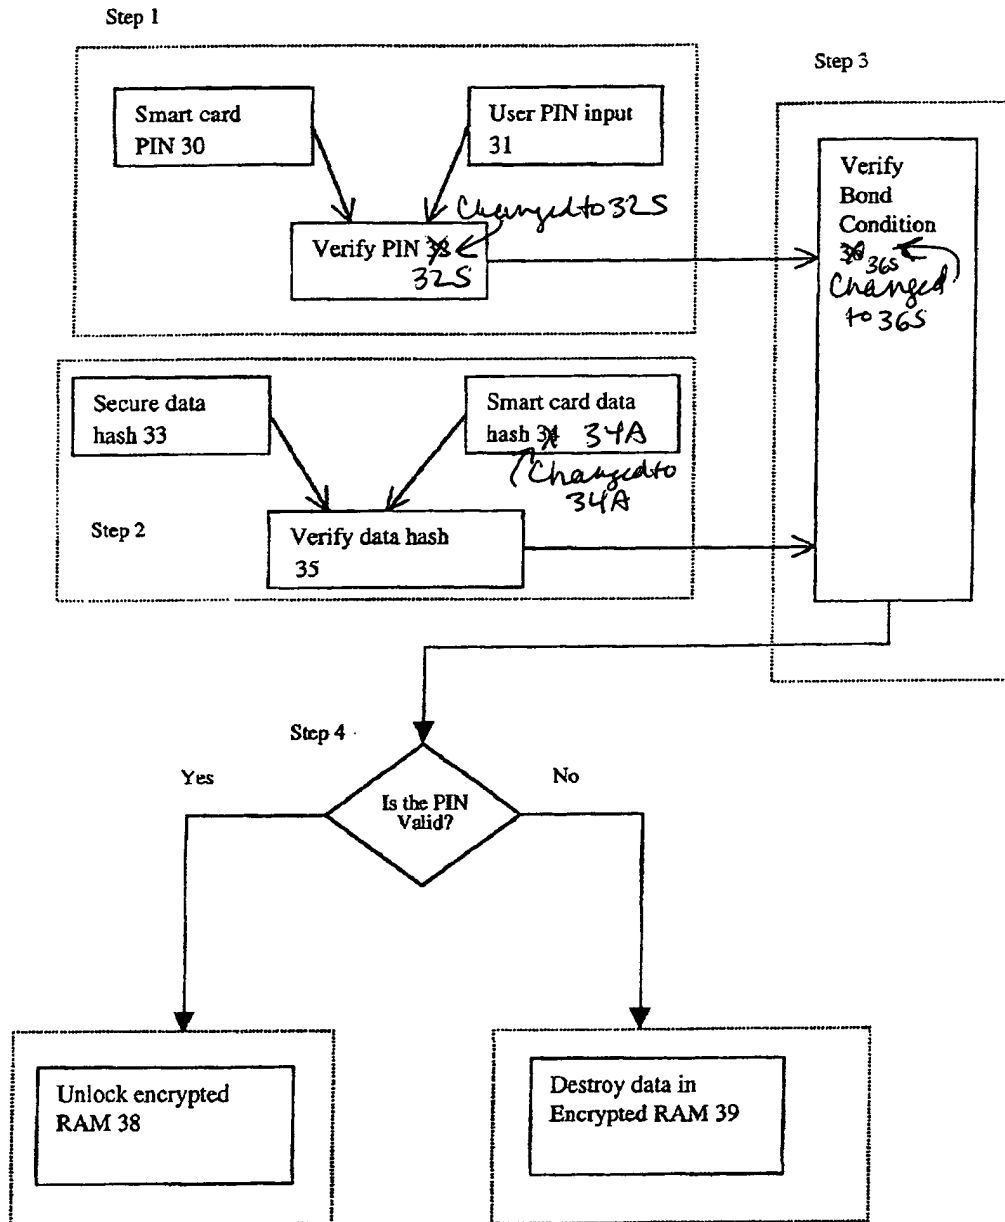 Step 1
Step 3
Smart card
PIN 30
User PIN input
31
Changed to 32S
Verify PIN
32S
Verify
Bond
Condition
36S
Changed
to 36S
Secure data
hash 33
Smart card data
hash 34 34A
Changed to
34A
Step 2
Verify data hash
35
Step 4
Yes
No
Is the PIN
Valid?
Unlock encrypted
RAM 38
Destroy data in
Encrypted RAM 39